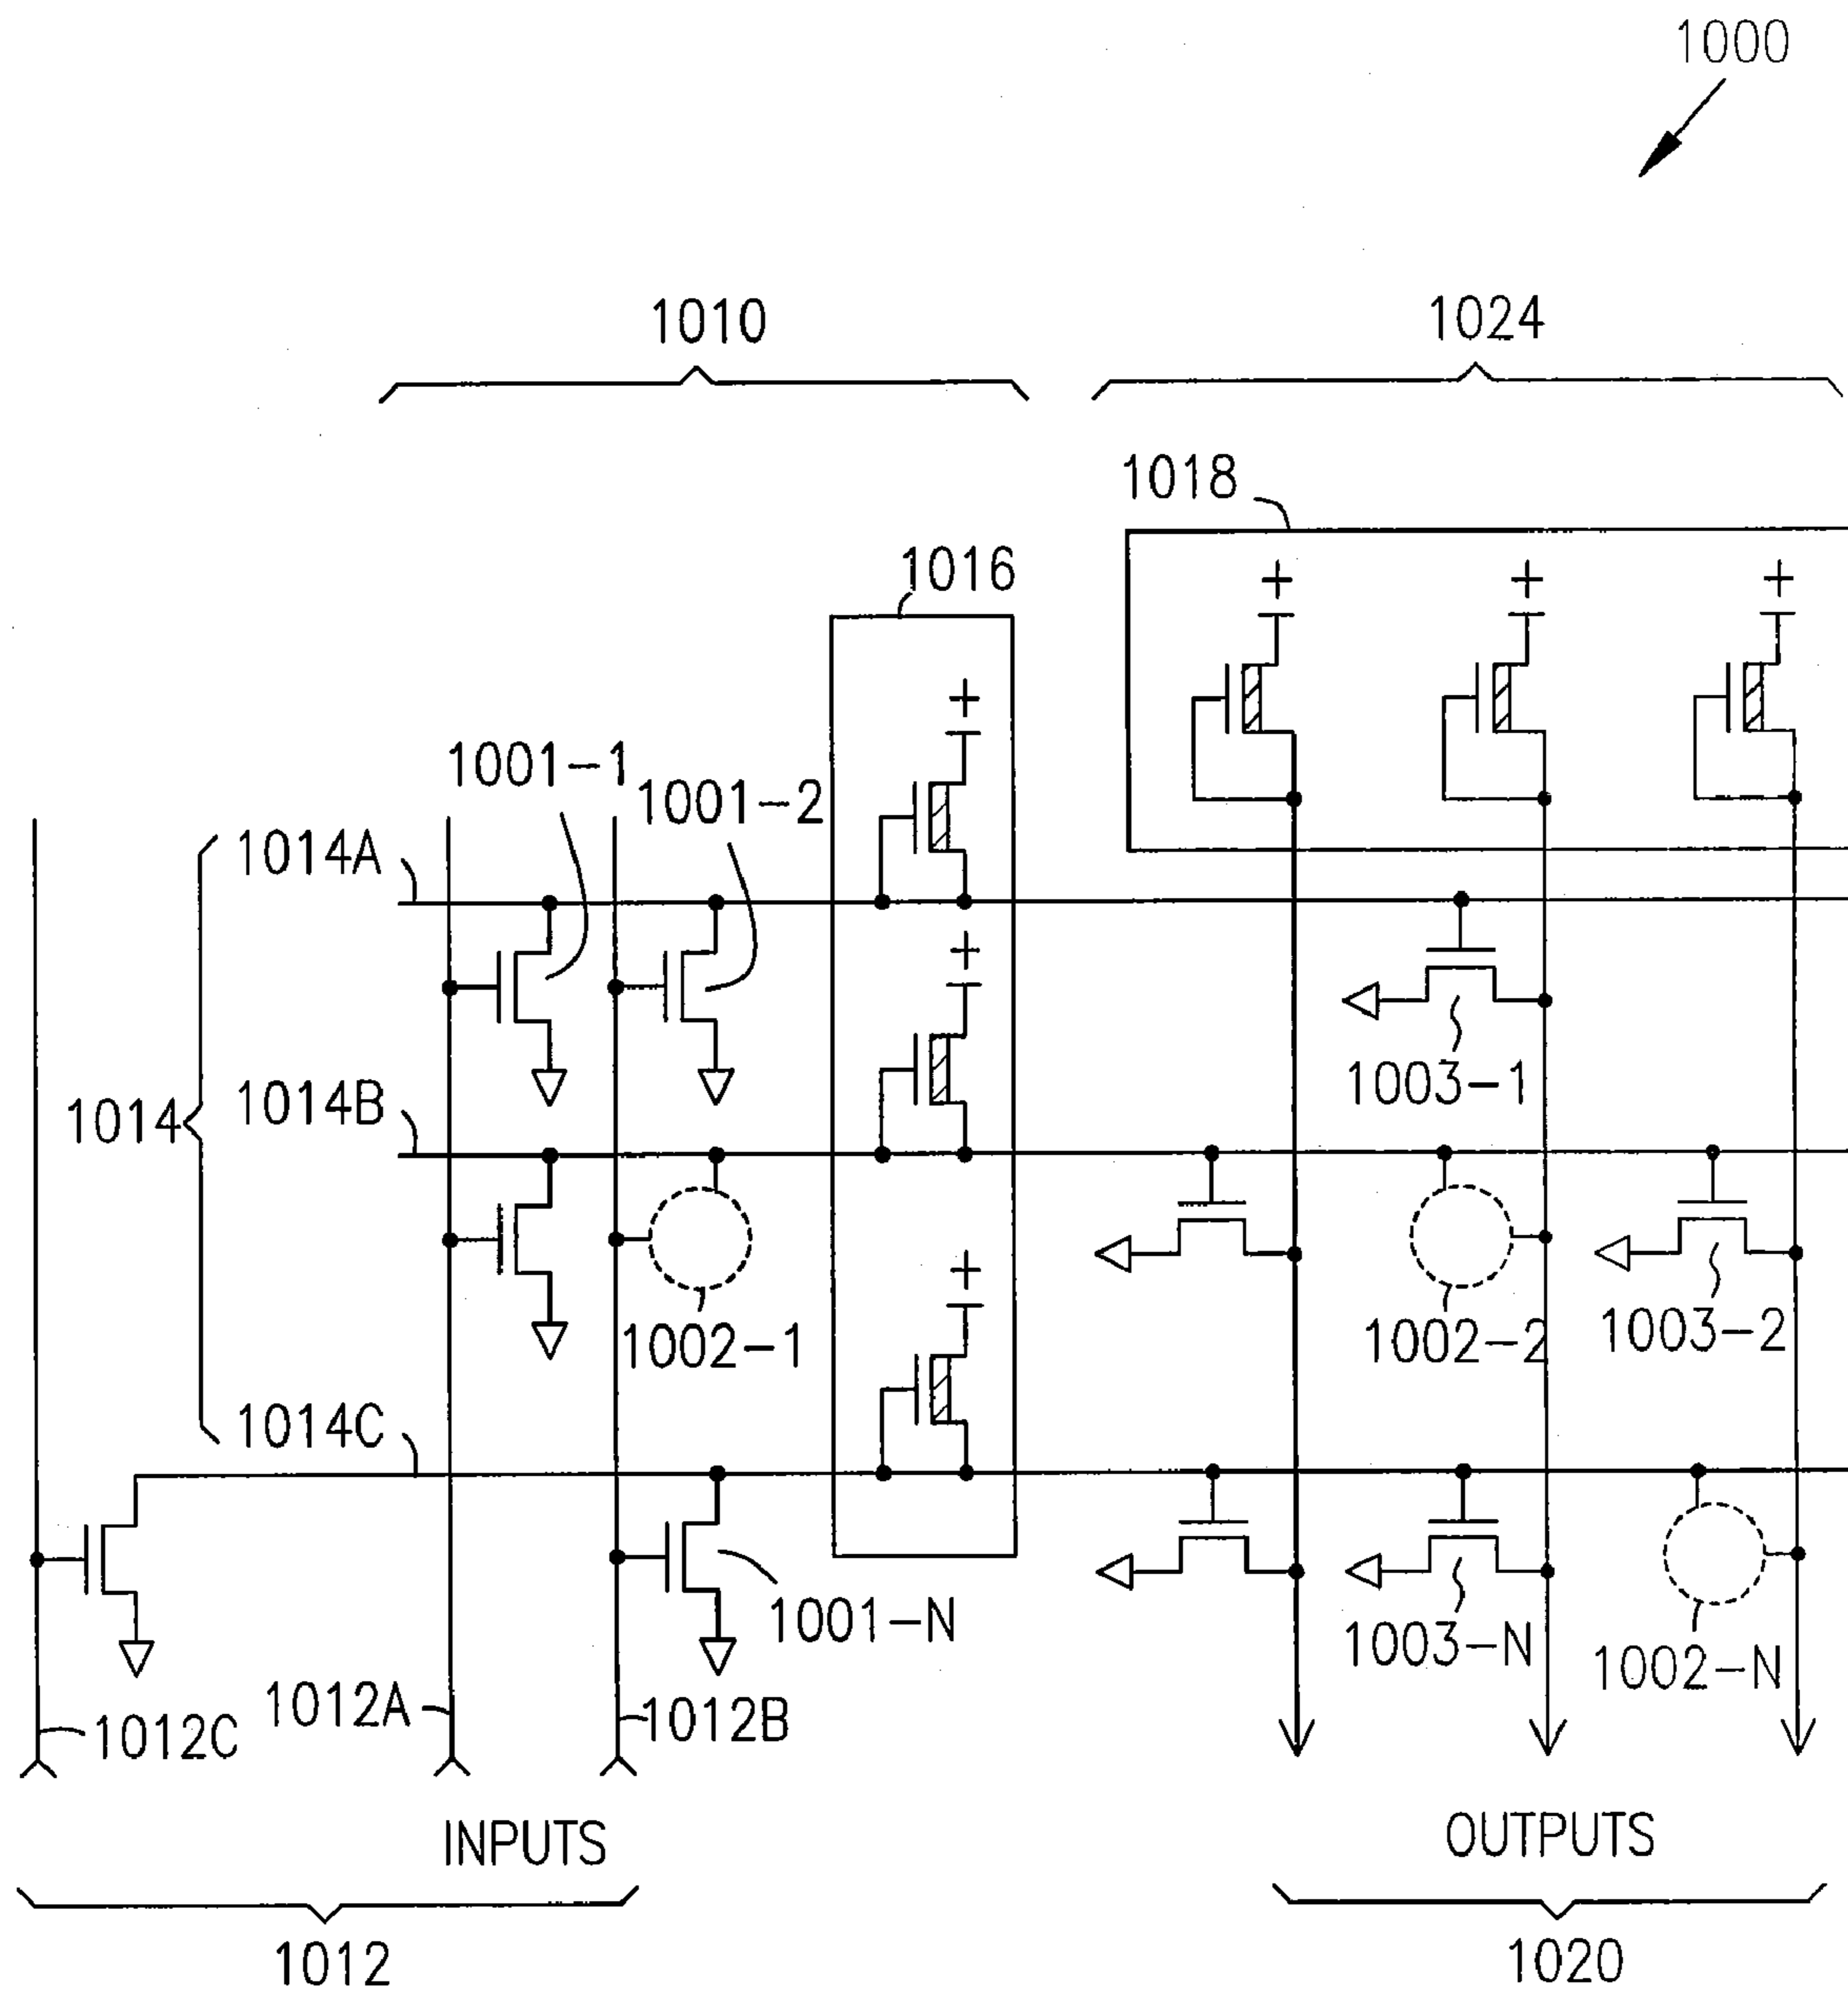 1000
1010
1024
1018
1016
+ + +
+
1001-1
1001-2
1014A
+
1003-1
1014B
1014
+
1002-1
1002-2
1003-2
1014C
1001-N
1003-N
1002-N
1012A
1012B
1012C
INPUTS
OUTPUTS
1012
1020